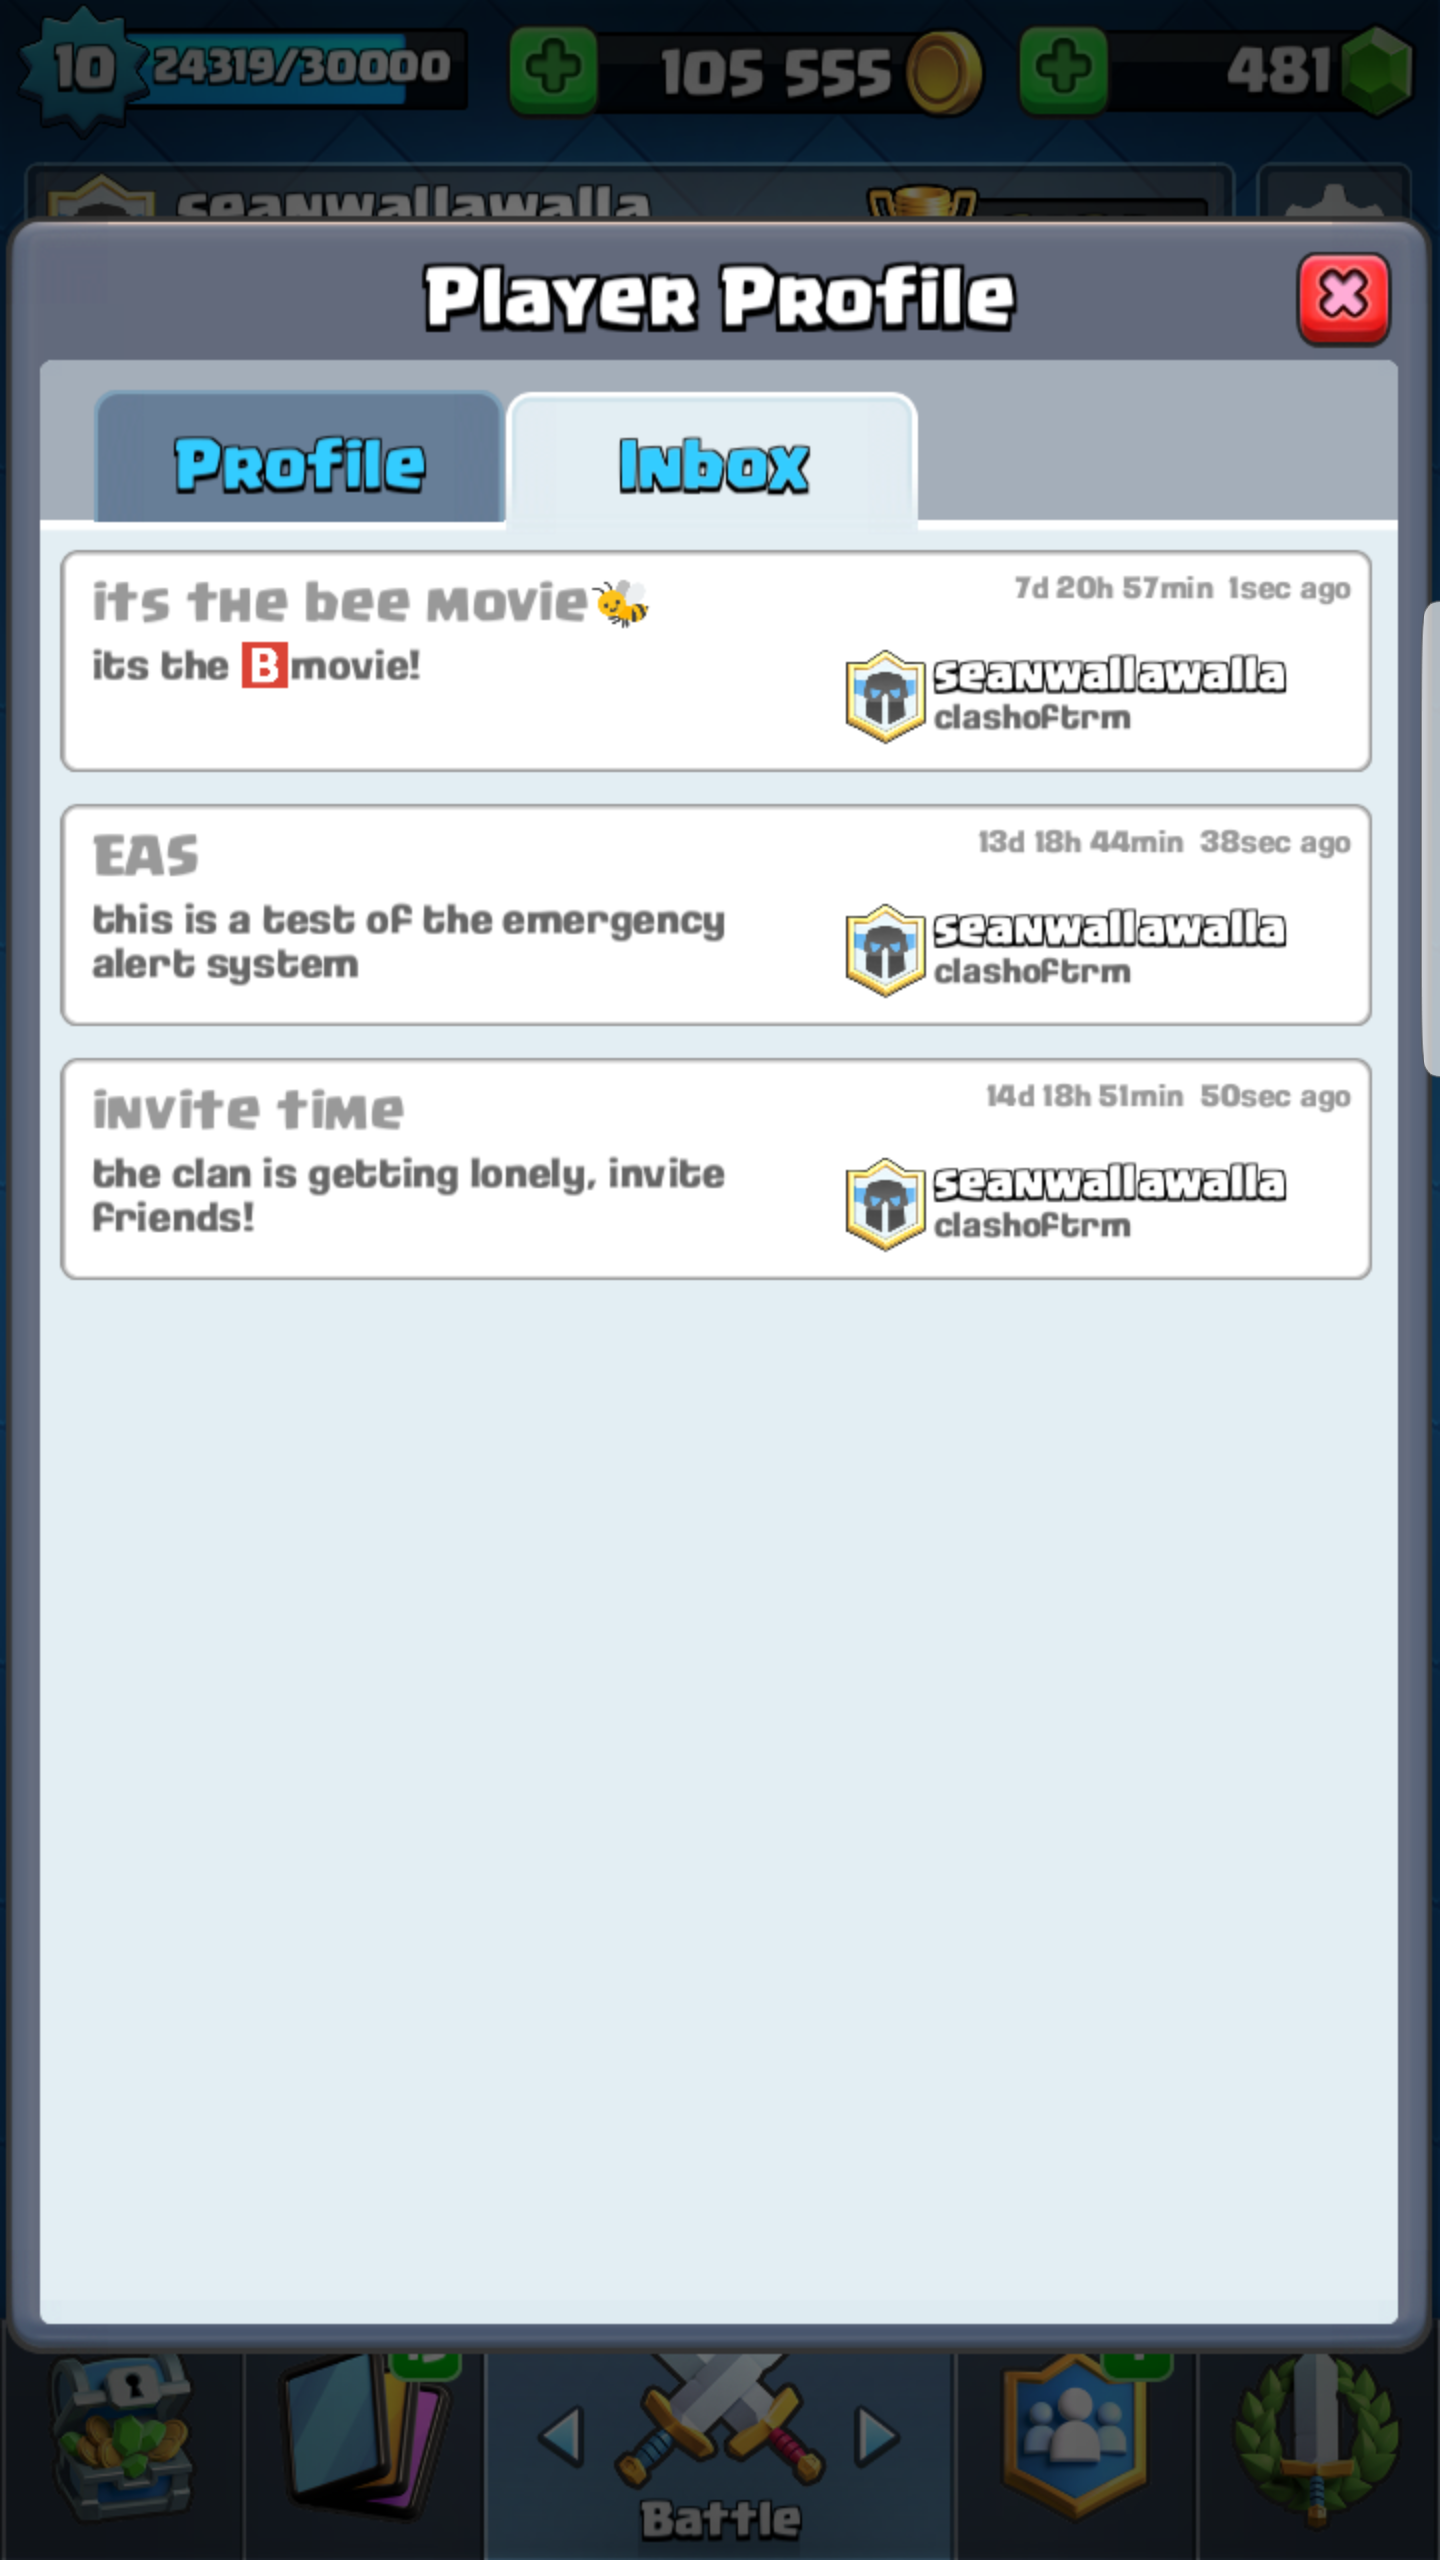 10 24319/30000 105 555 481
seanwallawalla
Player Profile
Profile Inbox
its the bee movie🐝
7d 20h 57min 1sec ago
its the 🅱movie!
seanwallawalla
clashoftrm
EAS
13d 18h 44min 38sec ago
this is a test of the emergency
alert system
seanwallawalla
clashoftrm
invite time
14d 18h 51min 50sec ago
the clan is getting lonely, invite
friends!
seanwallawalla
clashoftrm
Battle